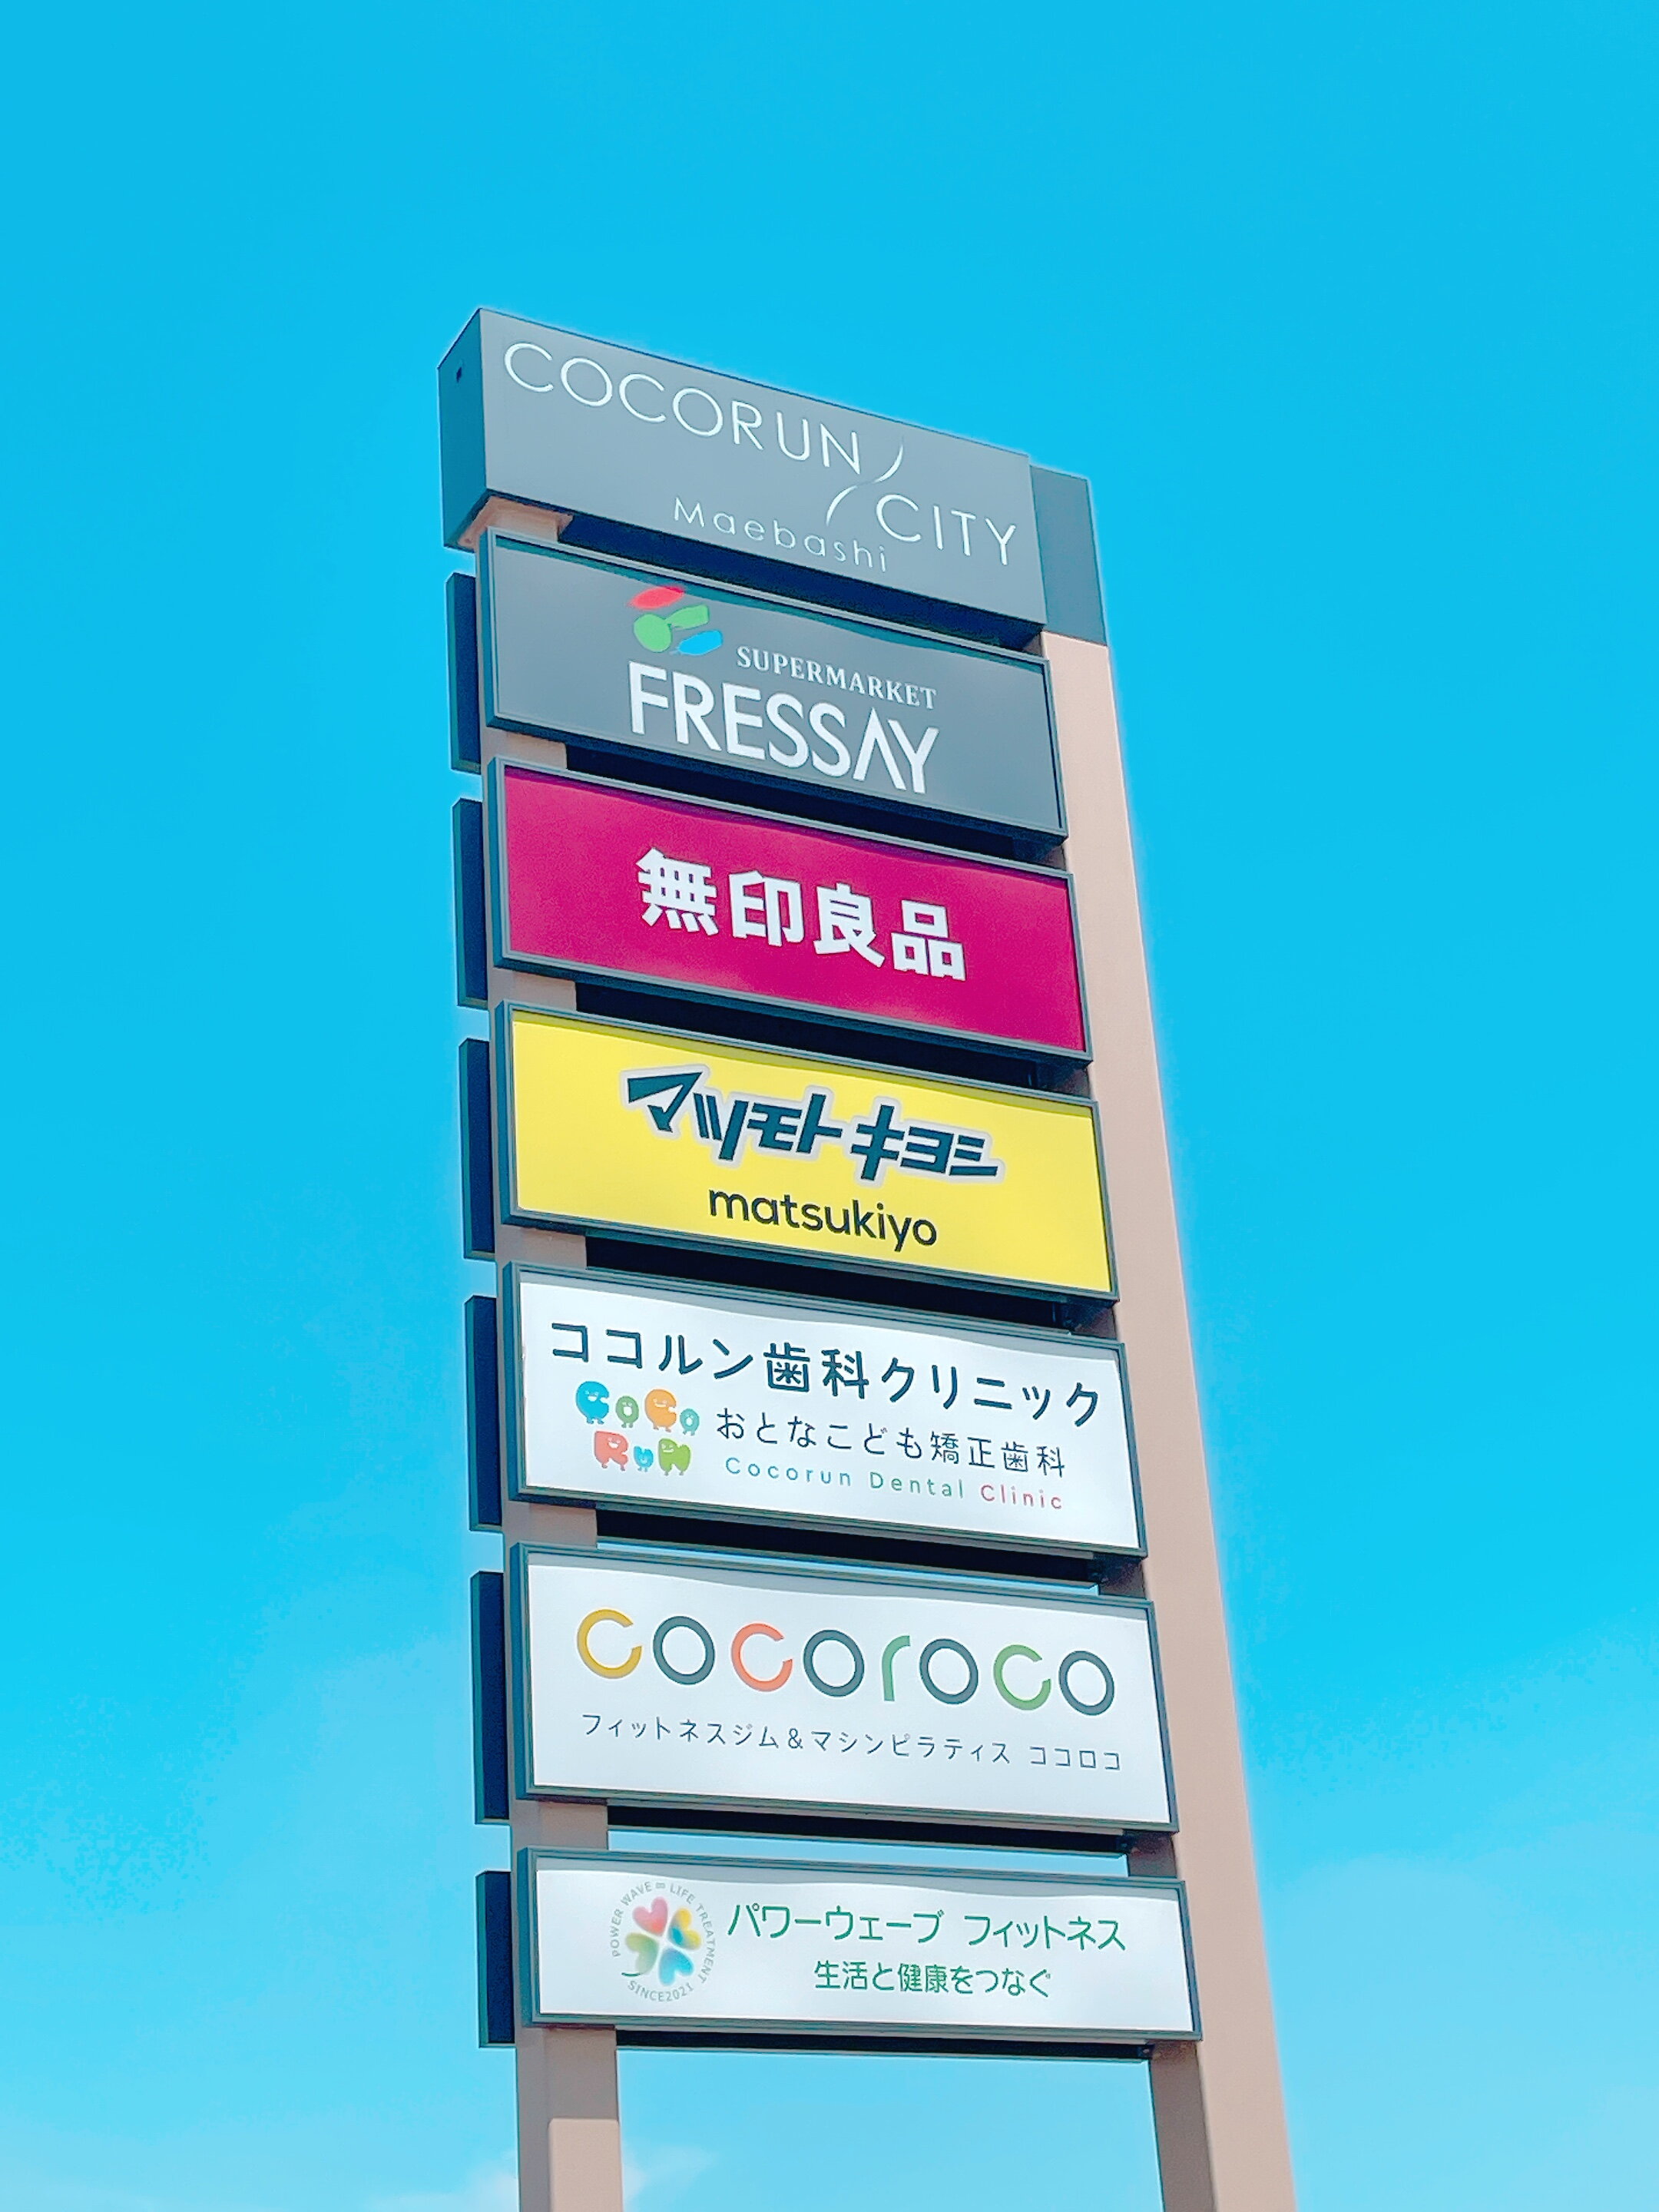 COCORUN CITY
Maebashi
SUPERMARKET
FRESSAY
無印良品
マツモトキヨシ
matsukiyo
ココルン歯科クリニック
CoCo
RuN
おとなこども矯正歯科
Cocorun Dental Clinic
cocoroco
フィットネスジム&マシンピラティス ココロコ
POWER WAVE ∞ LIFE TREATMENT
SINCE2021
パワーウェーブ フィットネス
生活と健康をつなぐ